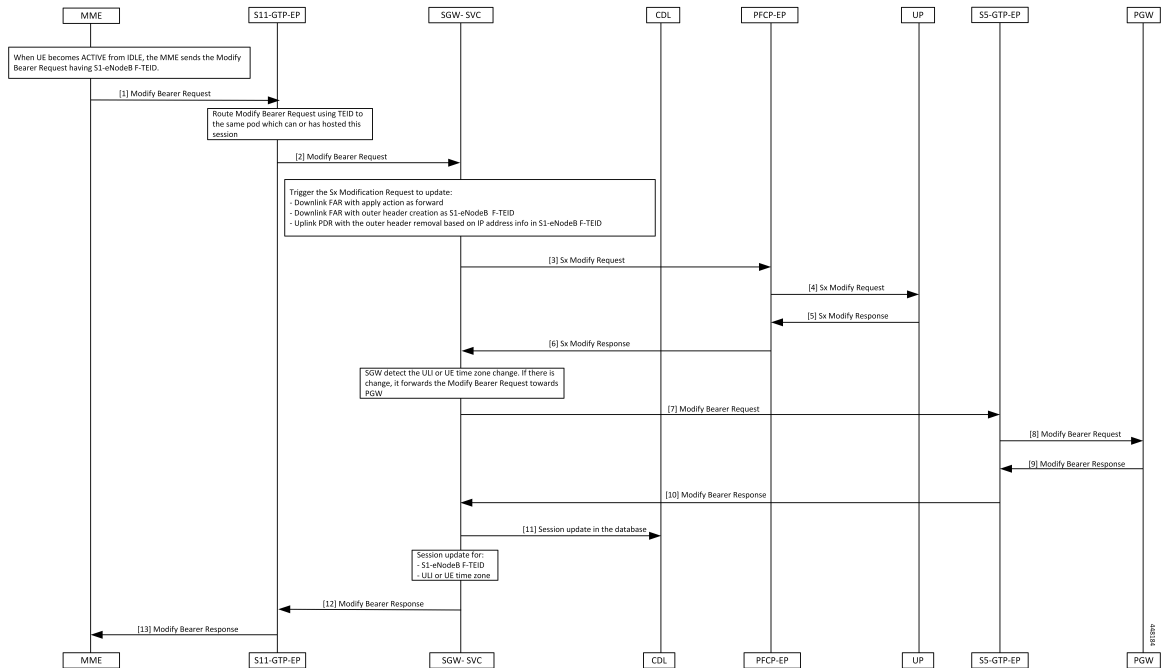 MME
S11-GTP-EP
SGW- SVC
CDL
PFCP-EP
UP
S5-GTP-EP
PGW
When UE becomes ACTIVE from IDLE, the MME sends the Modify
Bearer Request having S1-eNodeB F-TEID.
[1] Modify Bearer Request
Route Modify Bearer Request using TEID to
the same pod which can or has hosted this
session
[2] Modify Bearer Request
Trigger the Sx Modification Request to update:
- Downlink FAR with apply action as forward
- Downlink FAR with outer header creation as S1-eNodeB F-TEID
- Uplink PDR with the outer header removal based on IP address info in S1-eNodeB F-TEID
[3] Sx Modify Request
[4] Sx Modify Request
[5] Sx Modify Response
[6] Sx Modify Response
SGW detect the ULI or UE time zone change. If there is
change, it forwards the Modify Bearer Request towards
PGW
[7] Modify Bearer Request
[8] Modify Bearer Request
[9] Modify Bearer Response
[10] Modify Bearer Response
[11] Session update in the database
Session update for:
- S1-eNodeB F-TEID
- ULI or UE time zone
[12] Modify Bearer Response
[13] Modify Bearer Response
448184
MME
S11-GTP-EP
SGW- SVC
CDL
PFCP-EP
UP
S5-GTP-EP
PGW